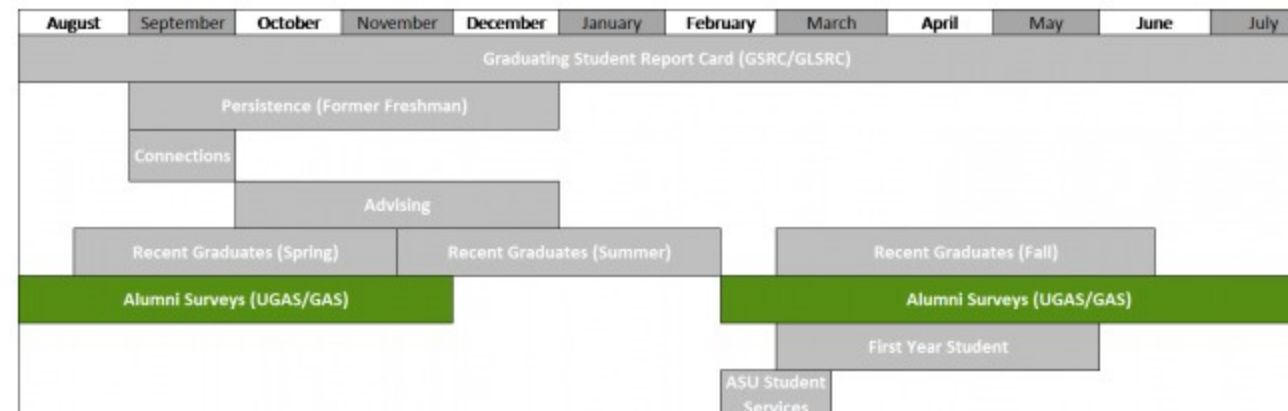 August September October November December January February March April May June July
Graduating Student Report Card (GSRC/GLSRC)
Persistence (Former Freshman)
Connections
Advising
Recent Graduates (Spring) Recent Graduates (Summer) Recent Graduates (Fall)
Alumni Surveys (UGAS/GAS) Alumni Surveys (UGAS/GAS)
First Year Student
ASU Student
Services